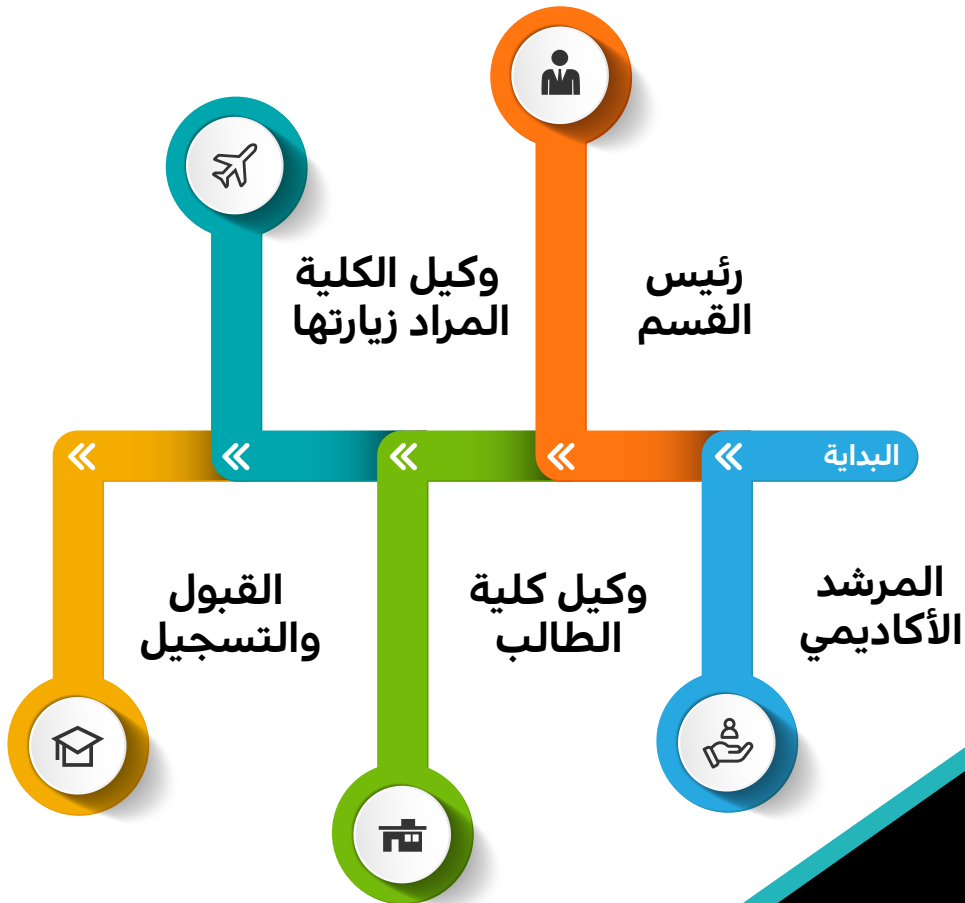 البداية
المرشد
الأكاديمي
رئيس
القسم
وكيل كلية
الطالب
وكيل الكلية
المراد زيارتها
القبول
والتسجيل